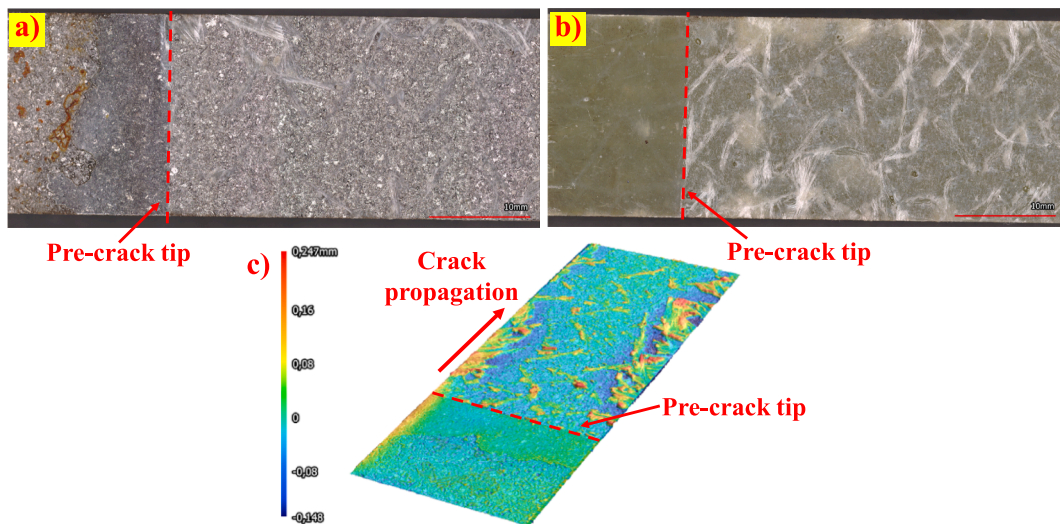 a)
10mm
Pre-crack tip
b)
10mm
Pre-crack tip
c)
0,247mm
0,16
0,08
0
-0,08
-0,148
Crack
propagation
Pre-crack tip